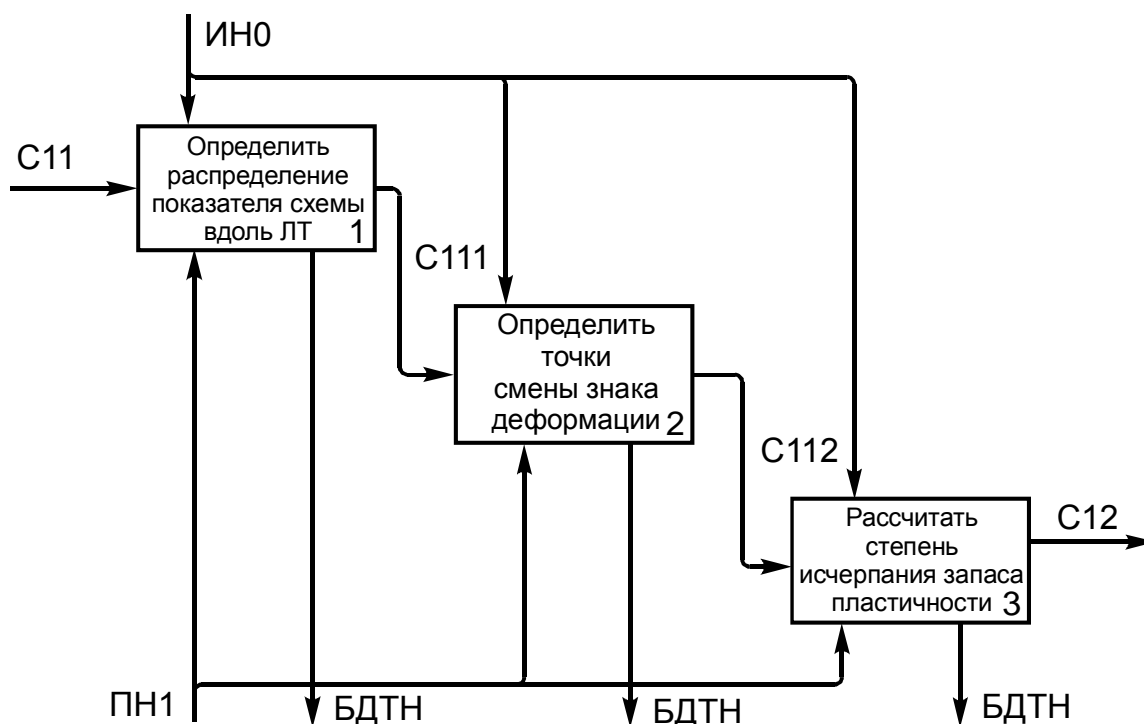 ИН0
С11
Определить
распределение
показателя схемы
вдоль ЛТ 1
С111
Определить
точки
смены знака
деформации 2
С112
Рассчитать
степень
исчерпания запаса
пластичности 3
С12
ПН1
БДТН
БДТН
БДТН